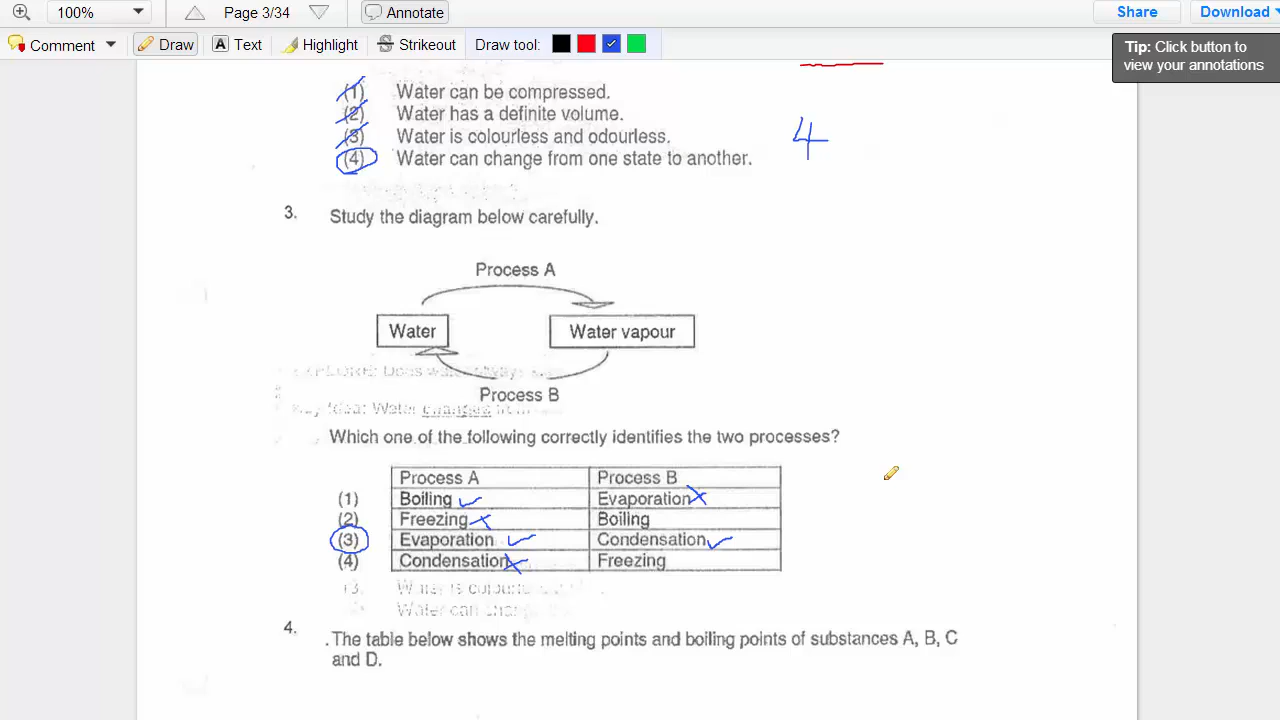 100%
Page 3/34
Annotate
Share
Download
Comment
Draw
Text
Highlight
Strikeout
Draw tool:
Tip: Click button to
view your annotations
(1) Water can be compressed.
(2) Water has a definite volume.
(3) Water is colourless and odourless.
(4) Water can change from one state to another.
4
3. Study the diagram below carefully.
Process A
Water
Water vapour
Process B
Which one of the following correctly identifies the two processes?
Process A Process B
(1) Boiling Evaporation
(2) Freezing Boiling
(3) Evaporation Condensation
(4) Condensation Freezing
4. .The table below shows the melting points and boiling points of substances A, B, C
and D.